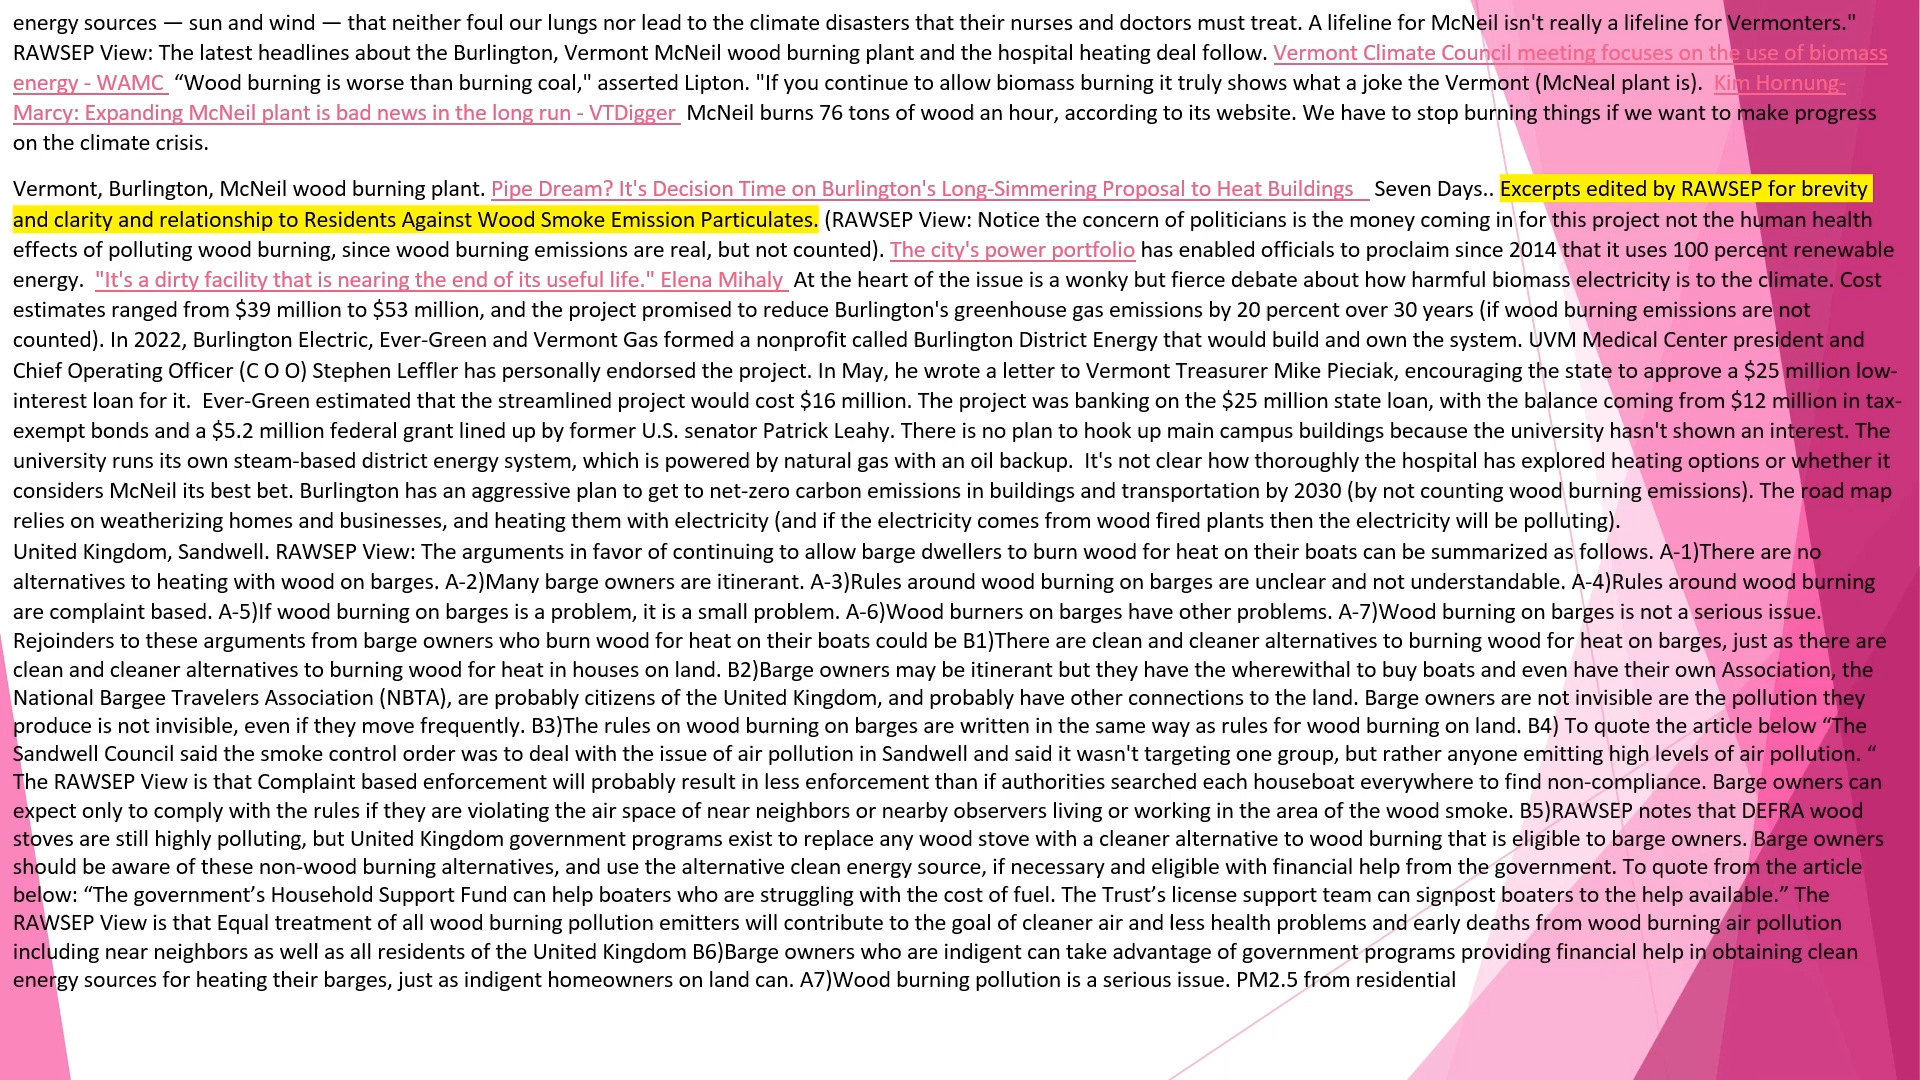 energy sources — sun and wind — that neither foul our lungs nor lead to the climate disasters that their nurses and doctors must treat. A lifeline for McNeil isn't really a lifeline for Vermonters."
RAWSEP View: The latest headlines about the Burlington, Vermont McNeil wood burning plant and the hospital heating deal follow. Vermont Climate Council meeting focuses on the use of biomass
energy - WAMC “Wood burning is worse than burning coal," asserted Lipton. "If you continue to allow biomass burning it truly shows what a joke the Vermont (McNeal plant is). Kim Hornung-
Marcy: Expanding McNeil plant is bad news in the long run - VTDigger McNeil burns 76 tons of wood an hour, according to its website. We have to stop burning things if we want to make progress
on the climate crisis.
Vermont, Burlington, McNeil wood burning plant. Pipe Dream? It's Decision Time on Burlington's Long-Simmering Proposal to Heat Buildings Seven Days.. Excerpts edited by RAWSEP for brevity
and clarity and relationship to Residents Against Wood Smoke Emission Particulates. (RAWSEP View: Notice the concern of politicians is the money coming in for this project not the human health
effects of polluting wood burning, since wood burning emissions are real, but not counted). The city's power portfolio has enabled officials to proclaim since 2014 that it uses 100 percent renewable
energy. "It's a dirty facility that is nearing the end of its useful life." Elena Mihaly At the heart of the issue is a wonky but fierce debate about how harmful biomass electricity is to the climate. Cost
estimates ranged from $39 million to $53 million, and the project promised to reduce Burlington's greenhouse gas emissions by 20 percent over 30 years (if wood burning emissions are not
counted). In 2022, Burlington Electric, Ever-Green and Vermont Gas formed a nonprofit called Burlington District Energy that would build and own the system. UVM Medical Center president and
Chief Operating Officer (C O O) Stephen Leffler has personally endorsed the project. In May, he wrote a letter to Vermont Treasurer Mike Pieciak, encouraging the state to approve a $25 million low-
interest loan for it. Ever-Green estimated that the streamlined project would cost $16 million. The project was banking on the $25 million state loan, with the balance coming from $12 million in tax-
exempt bonds and a $5.2 million federal grant lined up by former U.S. senator Patrick Leahy. There is no plan to hook up main campus buildings because the university hasn't shown an interest. The
university runs its own steam-based district energy system, which is powered by natural gas with an oil backup. It's not clear how thoroughly the hospital has explored heating options or whether it
considers McNeil its best bet. Burlington has an aggressive plan to get to net-zero carbon emissions in buildings and transportation by 2030 (by not counting wood burning emissions). The road map
relies on weatherizing homes and businesses, and heating them with electricity (and if the electricity comes from wood fired plants then the electricity will be polluting).
United Kingdom, Sandwell. RAWSEP View: The arguments in favor of continuing to allow barge dwellers to burn wood for heat on their boats can be summarized as follows. A-1)There are no
alternatives to heating with wood on barges. A-2)Many barge owners are itinerant. A-3)Rules around wood burning on barges are unclear and not understandable. A-4)Rules around wood burning
are complaint based. A-5)If wood burning on barges is a problem, it is a small problem. A-6)Wood burners on barges have other problems. A-7)Wood burning on barges is not a serious issue.
Rejoinders to these arguments from barge owners who burn wood for heat on their boats could be B1)There are clean and cleaner alternatives to burning wood for heat on barges, just as there are
clean and cleaner alternatives to burning wood for heat in houses on land. B2)Barge owners may be itinerant but they have the wherewithal to buy boats and even have their own Association, the
National Bargee Travelers Association (NBTA), are probably citizens of the United Kingdom, and probably have other connections to the land. Barge owners are not invisible are the pollution they
produce is not invisible, even if they move frequently. B3)The rules on wood burning on barges are written in the same way as rules for wood burning on land. B4) To quote the article below “The
Sandwell Council said the smoke control order was to deal with the issue of air pollution in Sandwell and said it wasn't targeting one group, but rather anyone emitting high levels of air pollution. “
The RAWSEP View is that Complaint based enforcement will probably result in less enforcement than if authorities searched each houseboat everywhere to find non-compliance. Barge owners can
expect only to comply with the rules if they are violating the air space of near neighbors or nearby observers living or working in the area of the wood smoke. B5)RAWSEP notes that DEFRA wood
stoves are still highly polluting, but United Kingdom government programs exist to replace any wood stove with a cleaner alternative to wood burning that is eligible to barge owners. Barge owners
should be aware of these non-wood burning alternatives, and use the alternative clean energy source, if necessary and eligible with financial help from the government. To quote from the article
below: “The government’s Household Support Fund can help boaters who are struggling with the cost of fuel. The Trust’s license support team can signpost boaters to the help available.” The
RAWSEP View is that Equal treatment of all wood burning pollution emitters will contribute to the goal of cleaner air and less health problems and early deaths from wood burning air pollution
including near neighbors as well as all residents of the United Kingdom B6)Barge owners who are indigent can take advantage of government programs providing financial help in obtaining clean
energy sources for heating their barges, just as indigent homeowners on land can. A7)Wood burning pollution is a serious issue. PM2.5 from residential